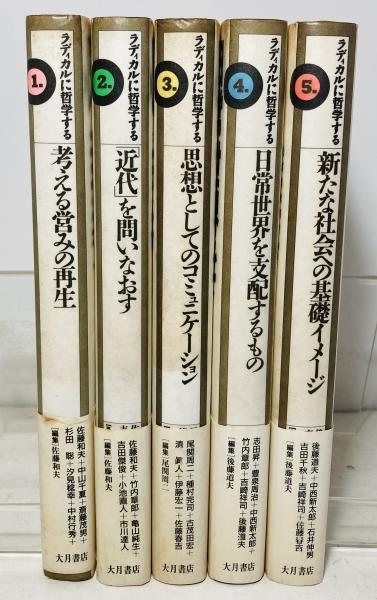 ラディカルに哲学する
1.
考える営みの再生
佐藤和夫+中山千夏+斎藤茂男+
杉田聡+汐見稔幸+中村行秀+
[編集]佐藤和夫
大月書店
ラディカルに哲学する
2.
「近代」を問いなおす
佐藤和夫+竹内章郎+亀山純生+
吉田傑俊+小池直人+市川達人
[編集]佐藤和夫
大月書店
ラディカルに哲学する
3.
思想としてのコミュニケーション
尾関周二+種村完司+古茂田宏+
清眞人+伊藤宏一+佐藤春吉
[編集]尾関周二
大月書店
ラディカルに哲学する
4.
日常世界を支配するもの
志田昇+豊泉周治+中西新太郎+
竹内章郎+吉崎祥司+後藤道夫
[編集]後藤道夫
大月書店
ラディカルに哲学する
5.
新たな社会への基礎イメージ
後藤道夫+中西新太郎+石井伸男+
吉田千秋+吉崎祥司+佐藤春吉
[編集]後藤道夫
大月書店